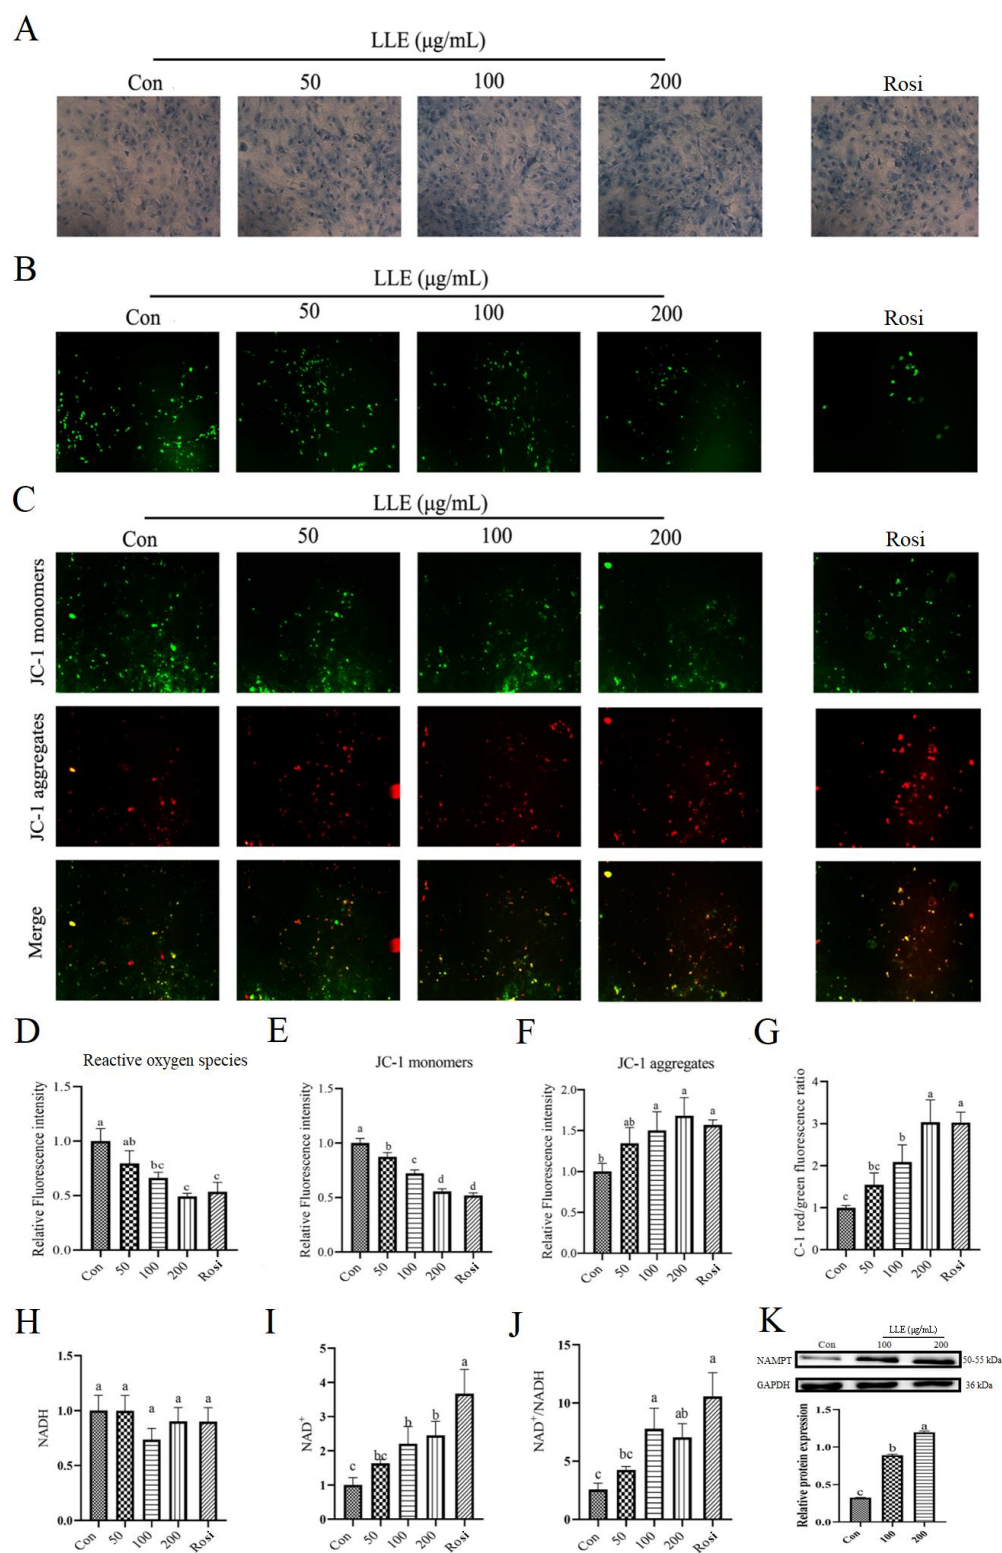 A
LLE (μg/mL)
Con 50 100 200 Rosi
B
LLE (μg/mL)
Con 50 100 200 Rosi
C
LLE (μg/mL)
Con 50 100 200 Rosi
JC-1 monomers
JC-1 aggregates
Merge
D
Reactive oxygen species
Relative Fluorescence intensity
1.5
1.0
0.5
0.0
a ab bc c c
Con 50 100 200 Rosi
E
JC-1 monomers
Relative Fluorescence intensity
1.5
1.0
0.5
0.0
a b c d d
Con 50 100 200 Rosi
F
JC-1 aggregates
Relative Fluorescence intensity
2.0
1.5
1.0
0.5
0.0
b ab a a a
Con 50 100 200 Rosi
G
C-1 red/green fluorescence ratio
4
3
2
1
0
c bc b a a
Con 50 100 200 Rosi
H
NADH
1.5
1.0
0.5
0.0
a a a a a
Con 50 100 200 Rosi
I
NAD+
5
4
3
2
1
0
c bc b b a
Con 50 100 200 Rosi
J
NAD+/NADH
15
10
5
0
c bc a ab a
Con 50 100 200 Rosi
K
LLE (μg/mL)
Con 100 200
NAMPT 50-55 kDa
GAPDH 36 kDa
Relative protein expression
1.5
1.0
0.5
0.0
c b a
Con 100 200